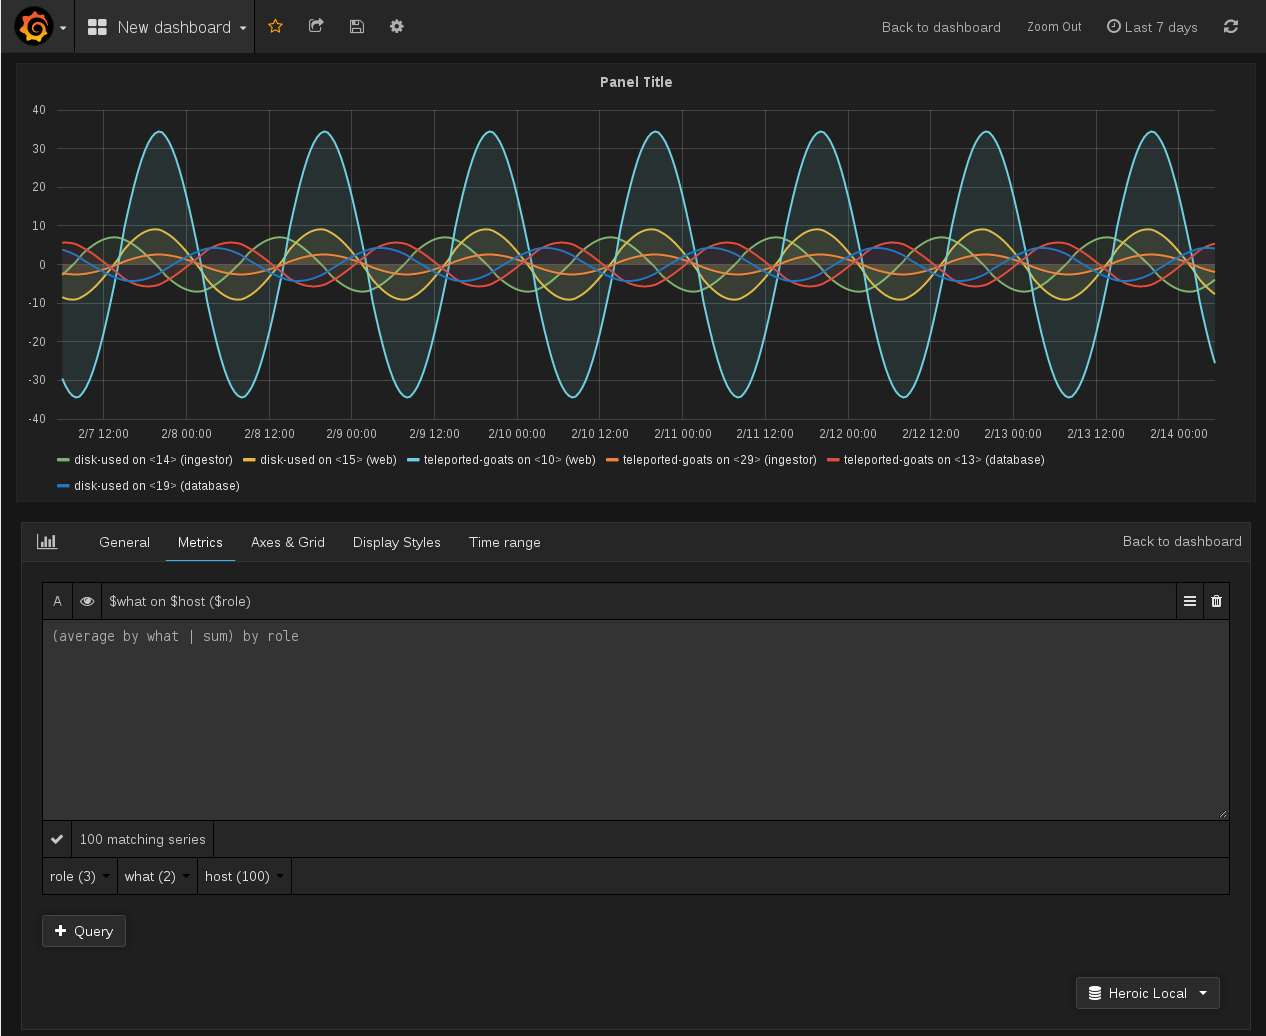 New dashboard Back to dashboard Zoom Out Last 7 days
Panel Title
40
30
20
10
0
-10
-20
-30
-40
2/7 12:00 2/8 00:00 2/8 12:00 2/9 00:00 2/9 12:00 2/10 00:00 2/10 12:00 2/11 00:00 2/11 12:00 2/12 00:00 2/12 12:00 2/13 00:00 2/13 12:00 2/14 00:00
disk-used on <14> (ingestor) disk-used on <15> (web) teleported-goats on <10> (web) teleported-goats on <29> (ingestor) teleported-goats on <13> (database)
disk-used on <19> (database)
General Metrics Axes & Grid Display Styles Time range Back to dashboard
A $what on $host ($role)
(average by what | sum) by role
100 matching series
role (3) what (2) host (100)
Query
Heroic Local